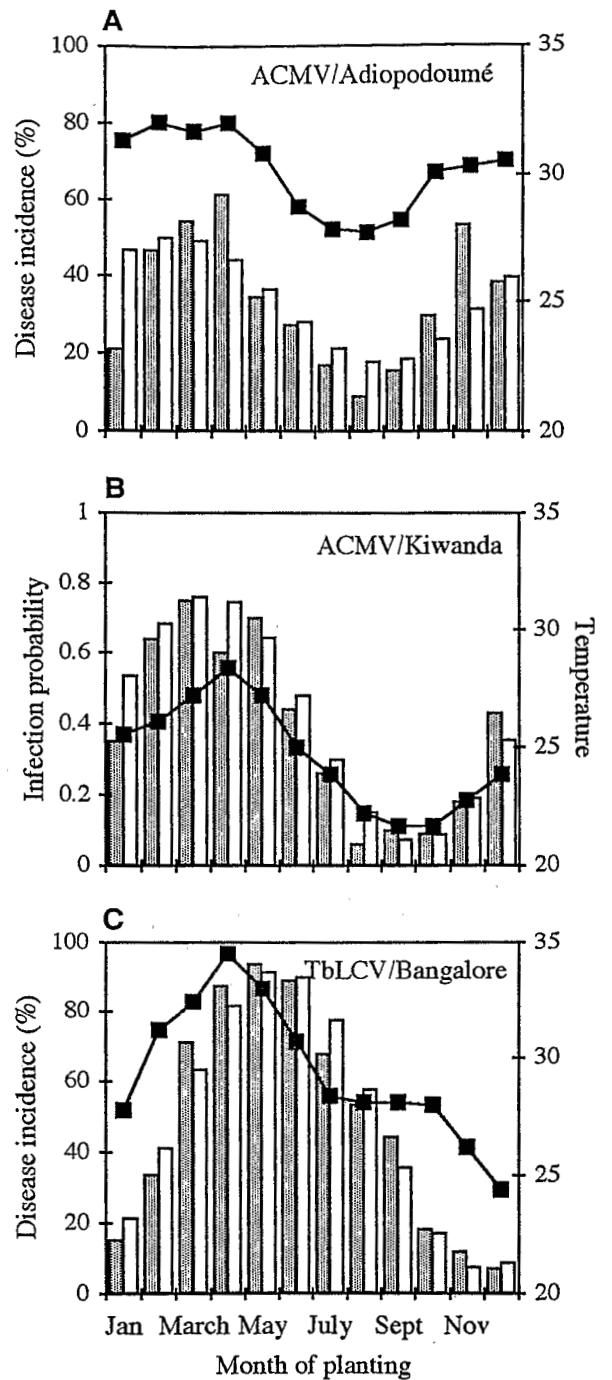 A
ACMV/Adiopodoumé
Disease incidence (%)
100
80
60
40
20
0
35
30
25
20
B
ACMV/Kiwanda
Infection probability
1
0.8
0.6
0.4
0.2
0
35
30
25
20
Temperature
C
TbLCV/Bangalore
Disease incidence (%)
100
80
60
40
20
0
35
30
25
20
Jan March May July Sept Nov
Month of planting